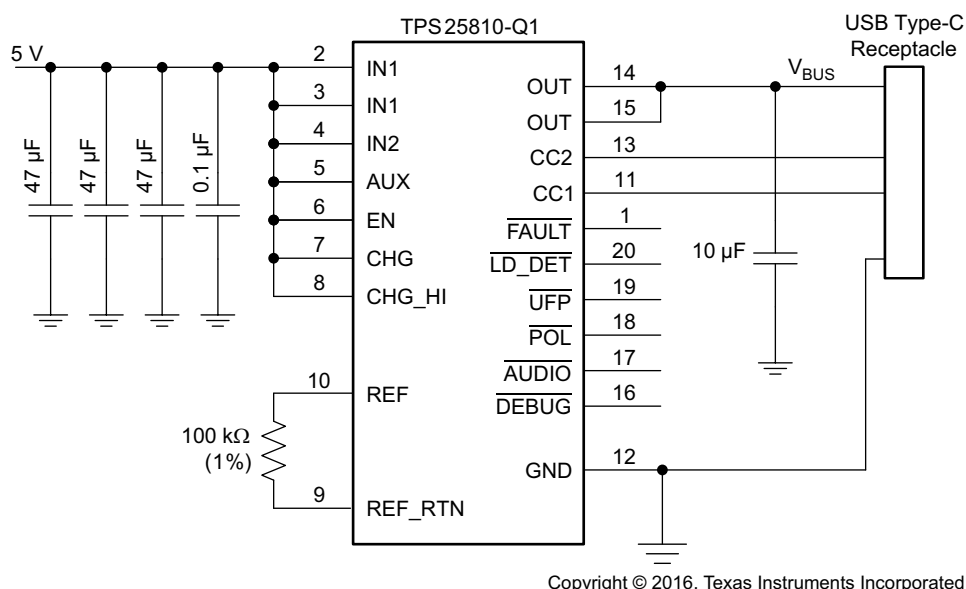 TPS25810-Q1
USB Type-C
Receptacle
5 V
2
IN1
3
IN1
4
IN2
5
AUX
6
EN
7
CHG
8
CHG_HI
10
REF
9
REF_RTN
47 µF
47 µF
47 µF
0.1 µF
100 kΩ
(1%)
OUT
14
VBUS
OUT
15
CC2
13
CC1
11
FAULT
1
LD_DET
20
UFP
19
POL
18
AUDIO
17
DEBUG
16
GND
12
10 µF
Copyright © 2016, Texas Instruments Incorporated